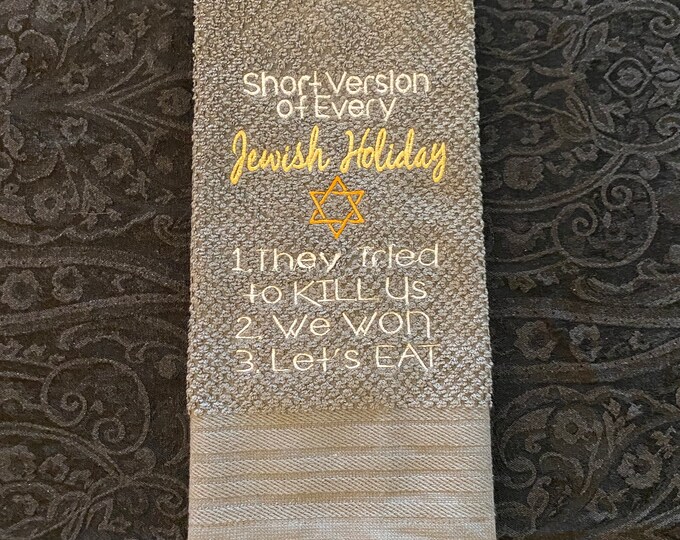 Short Version
of Every
Jewish Holiday
1. They Tried
to KILL us
2. We Won
3. Let's EAT